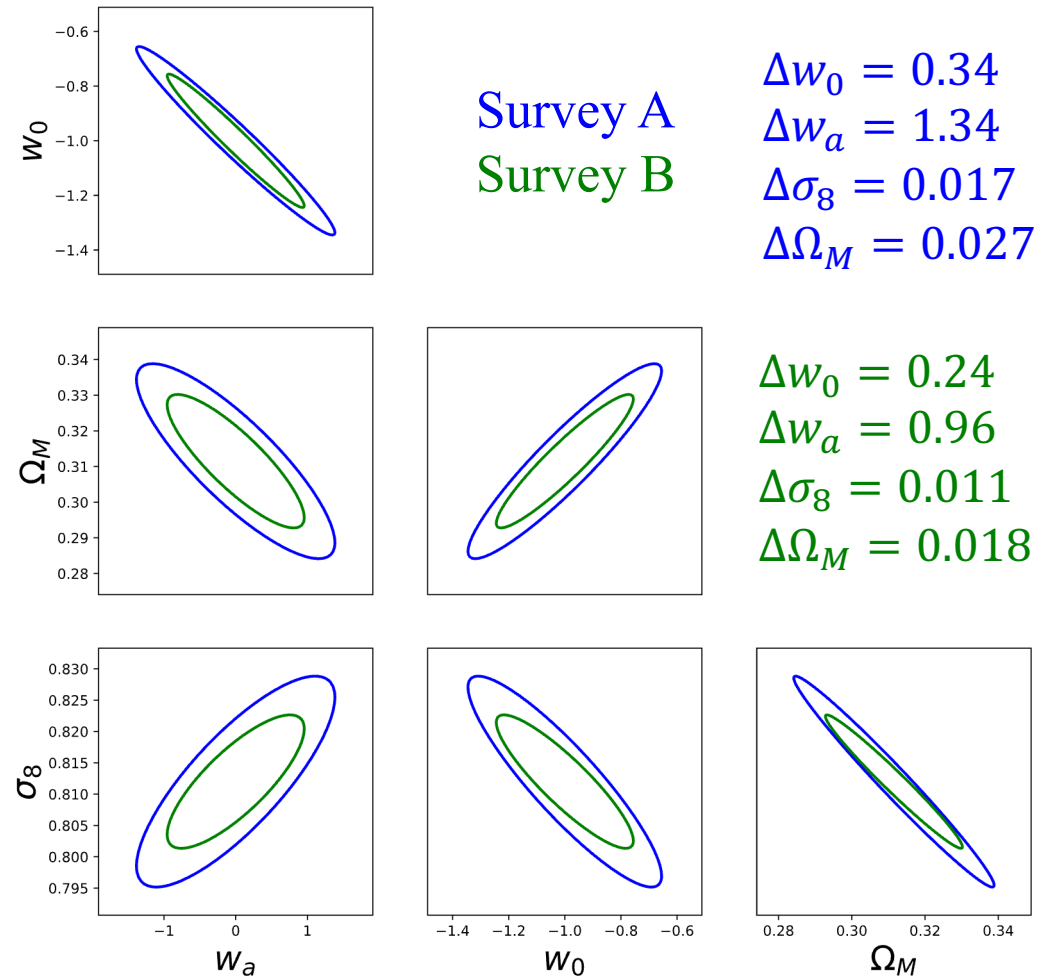 −0.6
−0.8
−1.0
−1.2
−1.4
w₀
Survey A
Survey B
Δw₀ = 0.34
Δwₐ = 1.34
Δσ₈ = 0.017
ΔΩ_M = 0.027
0.34
0.33
0.32
0.31
0.30
0.29
0.28
Ω_M
Δw₀ = 0.24
Δwₐ = 0.96
Δσ₈ = 0.011
ΔΩ_M = 0.018
0.830
0.825
0.820
0.815
0.810
0.805
0.800
0.795
σ₈
−1 0 1
wₐ
−1.4 −1.2 −1.0 −0.8 −0.6
w₀
0.28 0.30 0.32 0.34
Ω_M